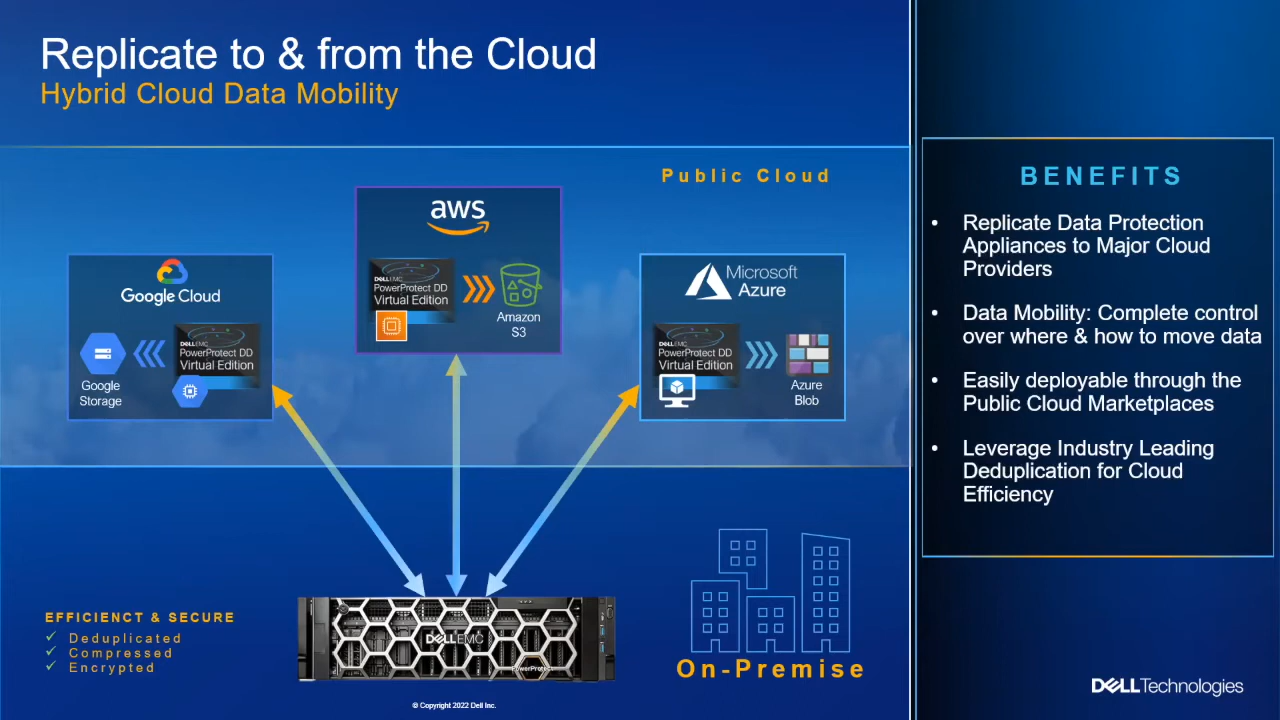 Replicate to & from the Cloud
Hybrid Cloud Data Mobility
Public Cloud
aws
DELL EMC
PowerProtect DD
Virtual Edition
Amazon
S3
Google Cloud
DELL EMC
PowerProtect DD
Virtual Edition
Google
Storage
Microsoft
Azure
DELL EMC
PowerProtect DD
Virtual Edition
Azure
Blob
EFFICIENCT & SECURE
✓ Deduplicated
✓ Compressed
✓ Encrypted
DELL EMC
PowerProtect
On-Premise
© Copyright 2022 Dell Inc.
BENEFITS
• Replicate Data Protection
Appliances to Major Cloud
Providers
• Data Mobility: Complete control
over where & how to move data
• Easily deployable through the
Public Cloud Marketplaces
• Leverage Industry Leading
Deduplication for Cloud
Efficiency
DELL Technologies